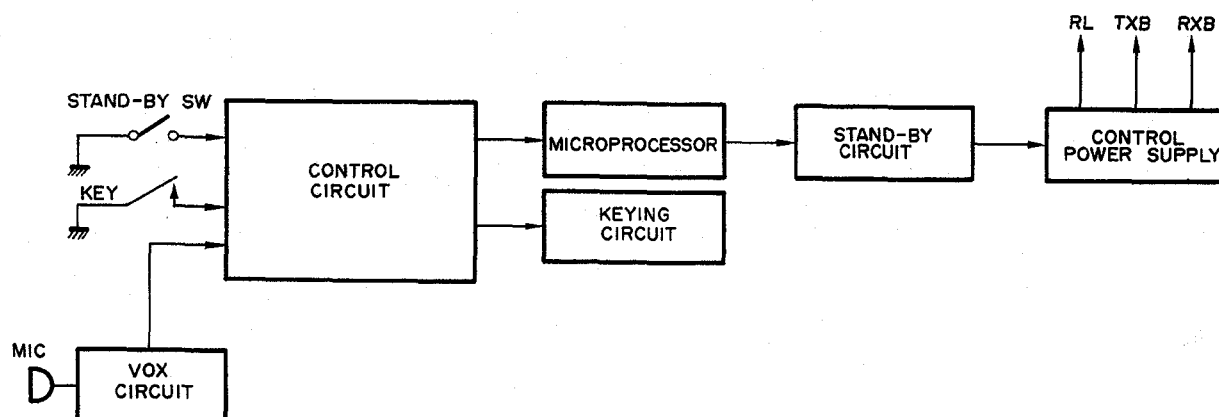 RL TXB RXB
STAND-BY SW
CONTROL
CIRCUIT
MICROPROCESSOR
STAND-BY
CIRCUIT
CONTROL
POWER SUPPLY
KEY
KEYING
CIRCUIT
MIC
VOX
CIRCUIT